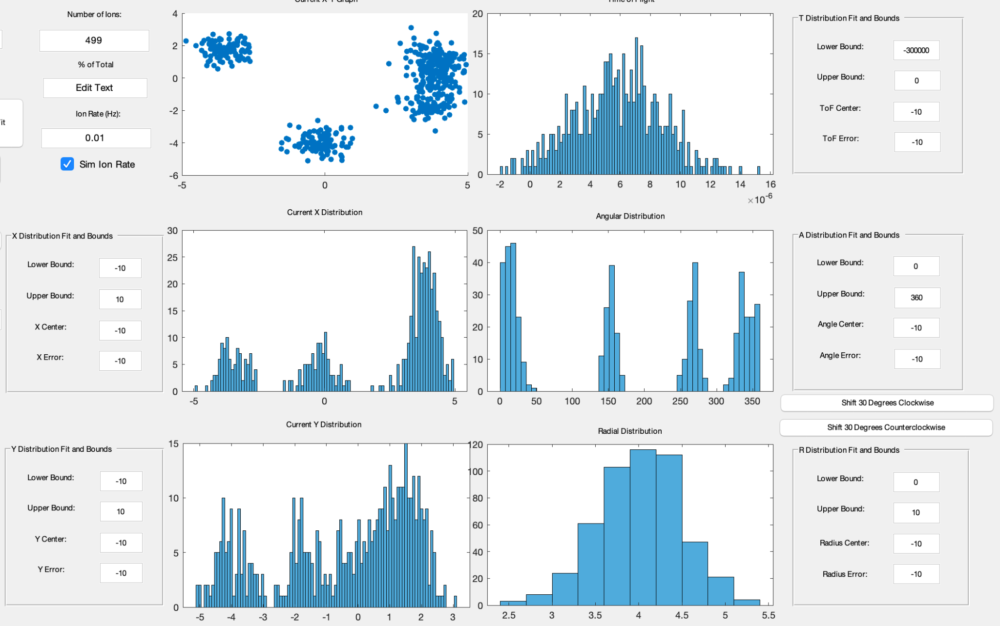 Current X-Y Graph
Time of Flight
Number of Ions:
499
% of Total
Edit Text
Ion Rate (Hz):
0.01
Sim Ion Rate
it
4
2
0
-2
-4
-6
-5
0
5
20
15
10
5
0
-2
0
2
4
6
8
10
12
14
16
×10-6
T Distribution Fit and Bounds
Lower Bound:
-300000
Upper Bound:
0
ToF Center:
-10
ToF Error:
-10
Current X Distribution
Angular Distribution
X Distribution Fit and Bounds
Lower Bound:
-10
Upper Bound:
10
X Center:
-10
X Error:
-10
30
25
20
15
10
5
0
-5
0
5
50
40
30
20
10
0
0
50
100
150
200
250
300
350
A Distribution Fit and Bounds
Lower Bound:
0
Upper Bound:
360
Angle Center:
-10
Angle Error:
-10
Shift 30 Degrees Clockwise
Shift 30 Degrees Counterclockwise
Current Y Distribution
Radial Distribution
Y Distribution Fit and Bounds
Lower Bound:
-10
Upper Bound:
10
Y Center:
-10
Y Error:
-10
15
10
5
0
-5
-4
-3
-2
-1
0
1
2
3
120
100
80
60
40
20
0
2.5
3
3.5
4
4.5
5
5.5
R Distribution Fit and Bounds
Lower Bound:
0
Upper Bound:
10
Radius Center:
-10
Radius Error:
-10